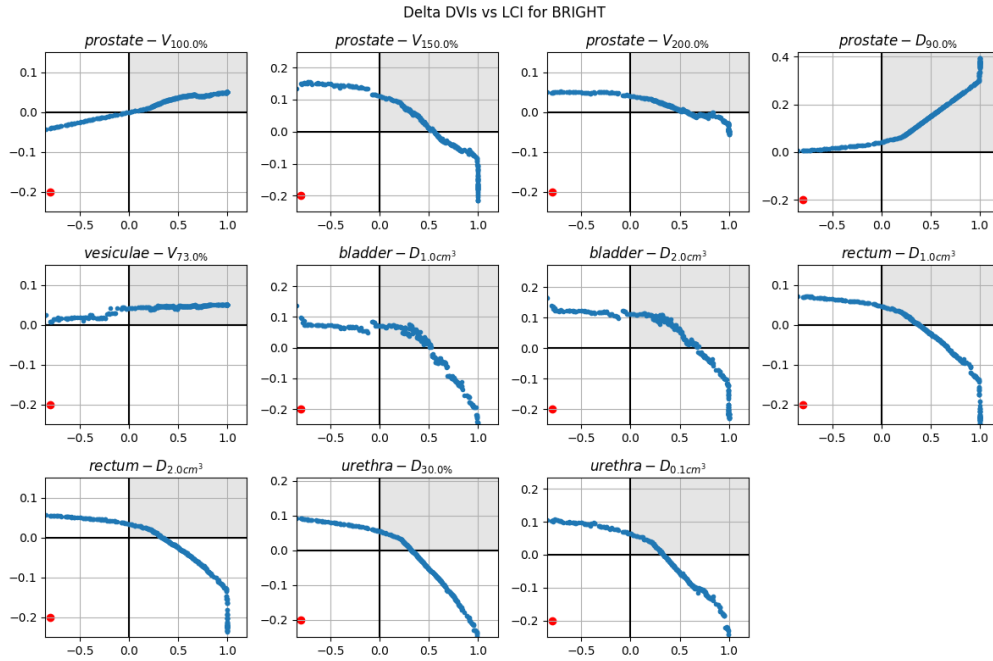 Delta DVIs vs LCI for BRIGHT
prostate − V100.0%
prostate − V150.0%
prostate − V200.0%
prostate − D90.0%
0.1
0.0
−0.1
−0.2
−0.5 0.0 0.5 1.0
0.2
0.1
0.0
−0.1
−0.2
−0.5 0.0 0.5 1.0
0.1
0.0
−0.1
−0.2
−0.5 0.0 0.5 1.0
0.4
0.2
0.0
−0.2
−0.5 0.0 0.5 1.0
vesiculae − V73.0%
bladder − D1.0cm³
bladder − D2.0cm³
rectum − D1.0cm³
0.1
0.0
−0.1
−0.2
−0.5 0.0 0.5 1.0
0.2
0.1
0.0
−0.1
−0.2
−0.5 0.0 0.5 1.0
0.2
0.1
0.0
−0.1
−0.2
−0.5 0.0 0.5 1.0
0.1
0.0
−0.1
−0.2
−0.5 0.0 0.5 1.0
rectum − D2.0cm³
urethra − D30.0%
urethra − D0.1cm³
0.1
0.0
−0.1
−0.2
−0.5 0.0 0.5 1.0
0.2
0.1
0.0
−0.1
−0.2
−0.5 0.0 0.5 1.0
0.2
0.1
0.0
−0.1
−0.2
−0.5 0.0 0.5 1.0